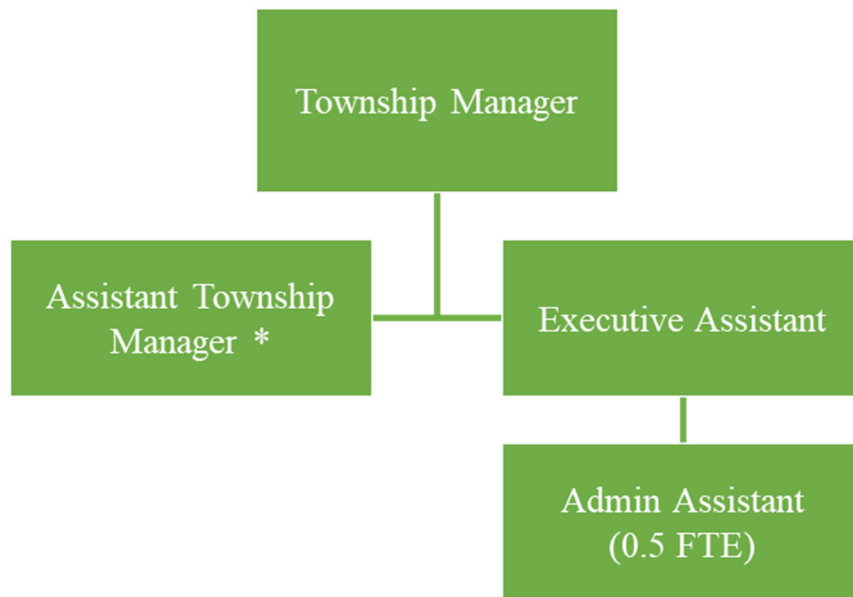 Township Manager
Assistant Township
Manager *
Executive Assistant
Admin Assistant
(0.5 FTE)